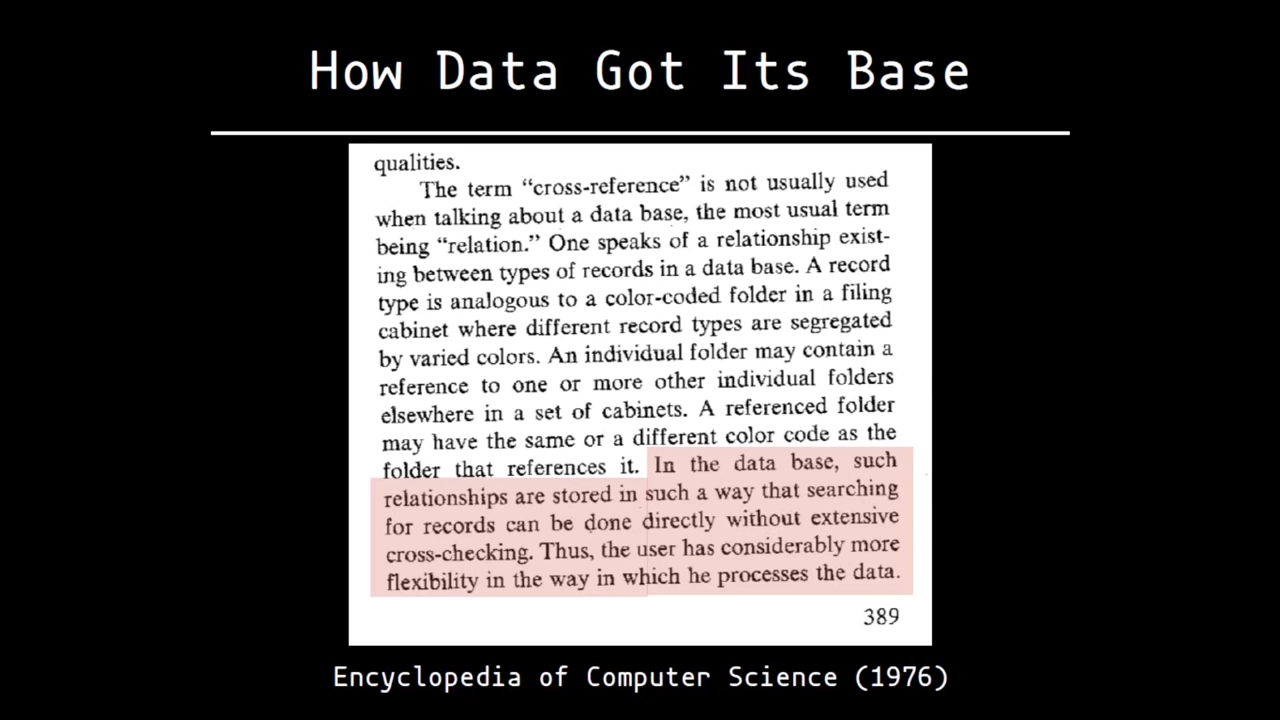 How Data Got Its Base
qualities.
The term “cross-reference” is not usually used
when talking about a data base, the most usual term
being “relation.” One speaks of a relationship exist-
ing between types of records in a data base. A record
type is analogous to a color-coded folder in a filing
cabinet where different record types are segregated
by varied colors. An individual folder may contain a
reference to one or more other individual folders
elsewhere in a set of cabinets. A referenced folder
may have the same or a different color code as the
folder that references it. In the data base, such
relationships are stored in such a way that searching
for records can be done directly without extensive
cross-checking. Thus, the user has considerably more
flexibility in the way in which he processes the data.
389
Encyclopedia of Computer Science (1976)